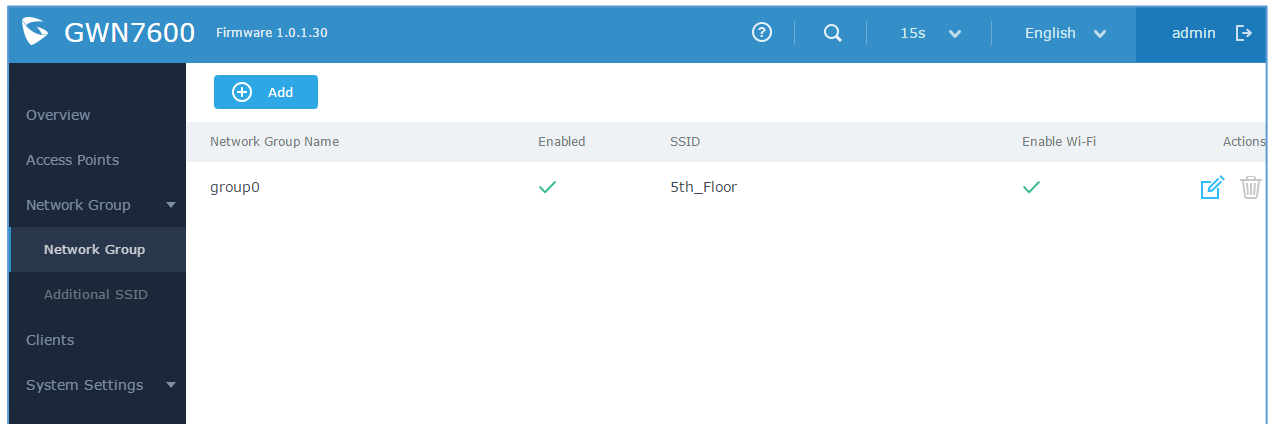 GWN7600 Firmware 1.0.1.30 15s English admin
Add
Overview
Network Group Name Enabled SSID Enable Wi-Fi Actions
Access Points
group0 5th_Floor
Network Group
Network Group
Additional SSID
Clients
System Settings